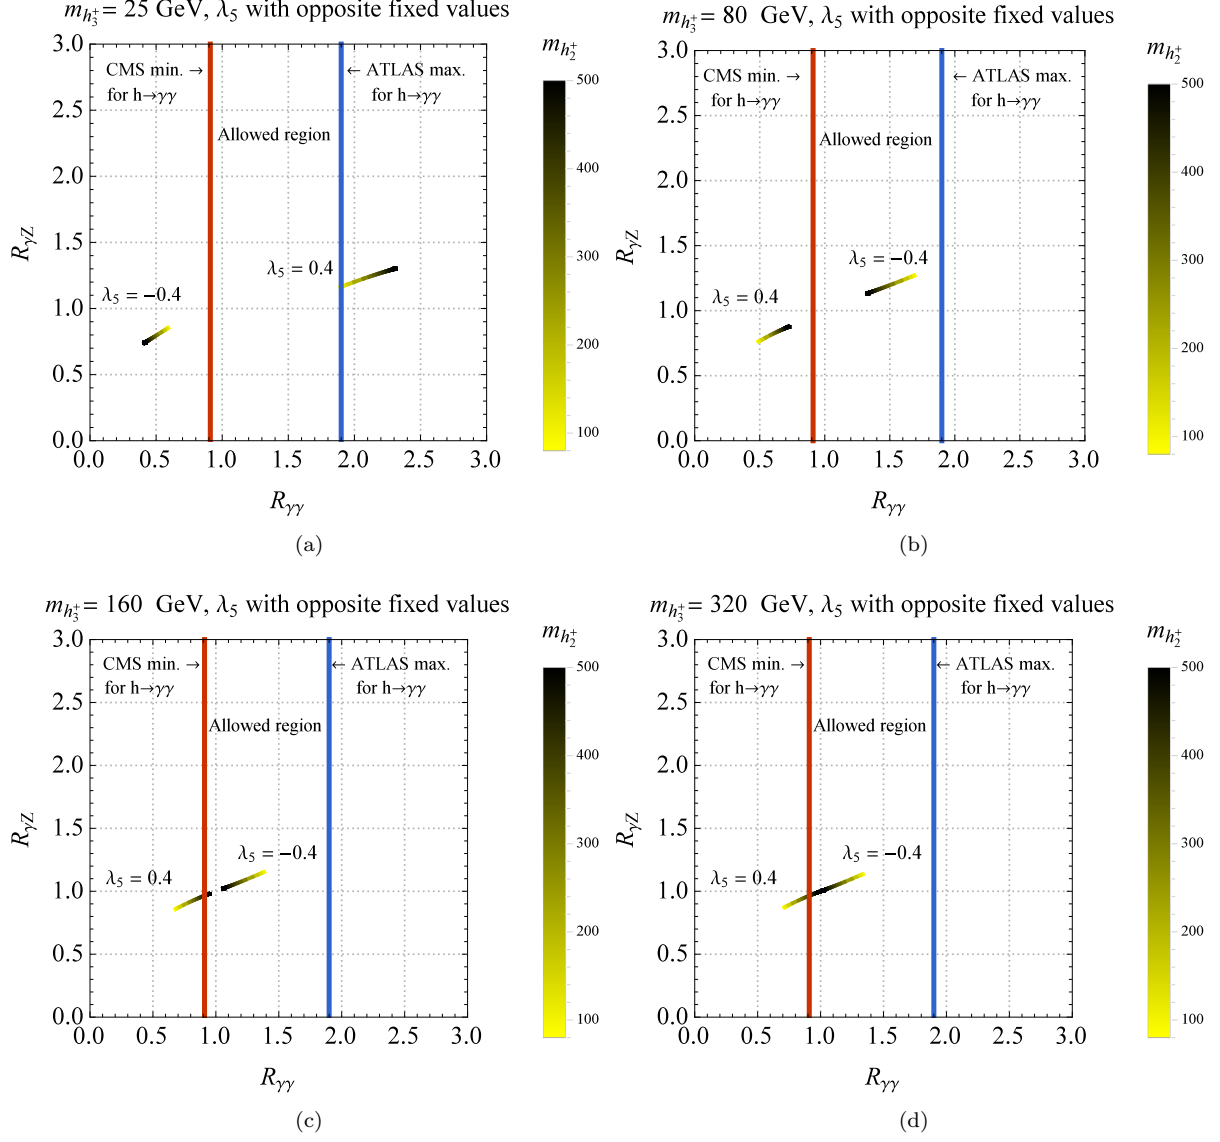 m_{h_3^+} = 25 GeV, λ_5 with opposite fixed values
3.0
2.5
2.0
1.5
1.0
0.5
0.0
R_{γZ}
CMS min. →
for h→γγ
← ATLAS max.
for h→γγ
Allowed region
λ_5 = 0.4
λ_5 = −0.4
0.0 0.5 1.0 1.5 2.0 2.5 3.0
R_{γγ}
m_{h_2^+}
500
400
300
200
100
(a)
m_{h_3^+} = 80 GeV, λ_5 with opposite fixed values
3.0
2.5
2.0
1.5
1.0
0.5
0.0
R_{γZ}
CMS min. →
for h→γγ
← ATLAS max.
for h→γγ
Allowed region
λ_5 = −0.4
λ_5 = 0.4
0.0 0.5 1.0 1.5 2.0 2.5 3.0
R_{γγ}
m_{h_2^+}
500
400
300
200
100
(b)
m_{h_3^+} = 160 GeV, λ_5 with opposite fixed values
3.0
2.5
2.0
1.5
1.0
0.5
0.0
R_{γZ}
CMS min. →
for h→γγ
← ATLAS max.
for h→γγ
Allowed region
λ_5 = −0.4
λ_5 = 0.4
0.0 0.5 1.0 1.5 2.0 2.5 3.0
R_{γγ}
m_{h_2^+}
500
400
300
200
100
(c)
m_{h_3^+} = 320 GeV, λ_5 with opposite fixed values
3.0
2.5
2.0
1.5
1.0
0.5
0.0
R_{γZ}
CMS min. →
for h→γγ
← ATLAS max.
for h→γγ
Allowed region
λ_5 = −0.4
λ_5 = 0.4
0.0 0.5 1.0 1.5 2.0 2.5 3.0
R_{γγ}
m_{h_2^+}
500
400
300
200
100
(d)